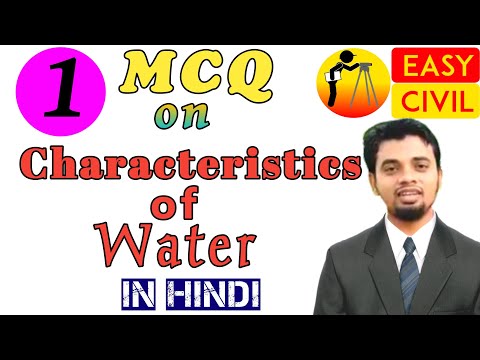 1
MCQ
on
Characteristics
of
Water
IN HINDI
EASY
CIVIL